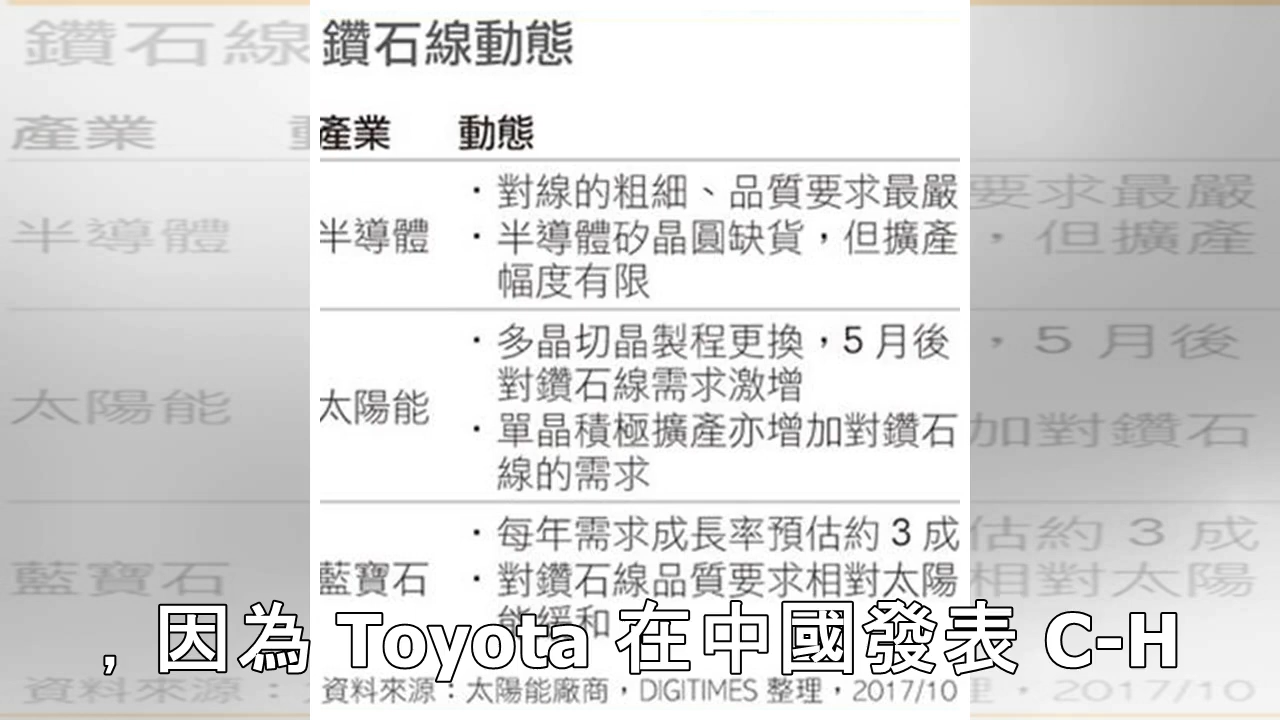 鑽石線動態
產業 動態
半導體
・對線的粗細、品質要求最嚴
・半導體矽晶圓缺貨，但擴產
幅度有限
太陽能
・多晶切晶製程更換，5 月後
對鑽石線需求激增
・單晶積極擴產亦增加對鑽石
線的需求
藍寶石
・每年需求成長率預估約 3 成
・對鑽石線品質要求相對太陽
能緩和
，因為 Toyota 在中國發表 C-H
資料來源：太陽能廠商，DIGITIMES 整理，2017/10